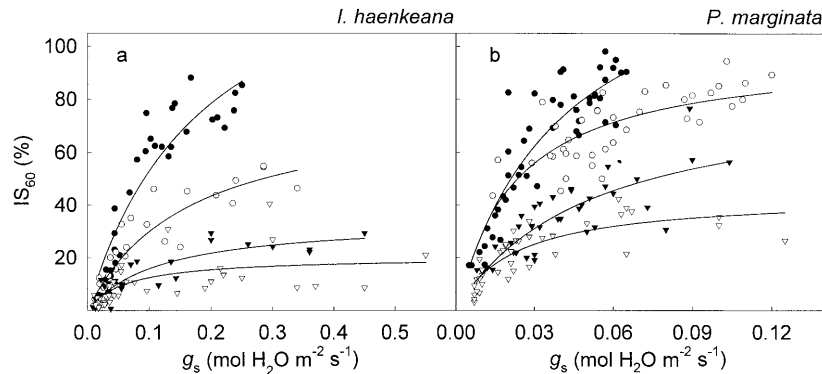 I. haenkeana
P. marginata
a
b
100
80
60
40
20
IS₆₀ (%)
0.0 0.1 0.2 0.3 0.4 0.5
0.00 0.03 0.06 0.09 0.12
gₛ (mol H₂O m⁻² s⁻¹)
gₛ (mol H₂O m⁻² s⁻¹)